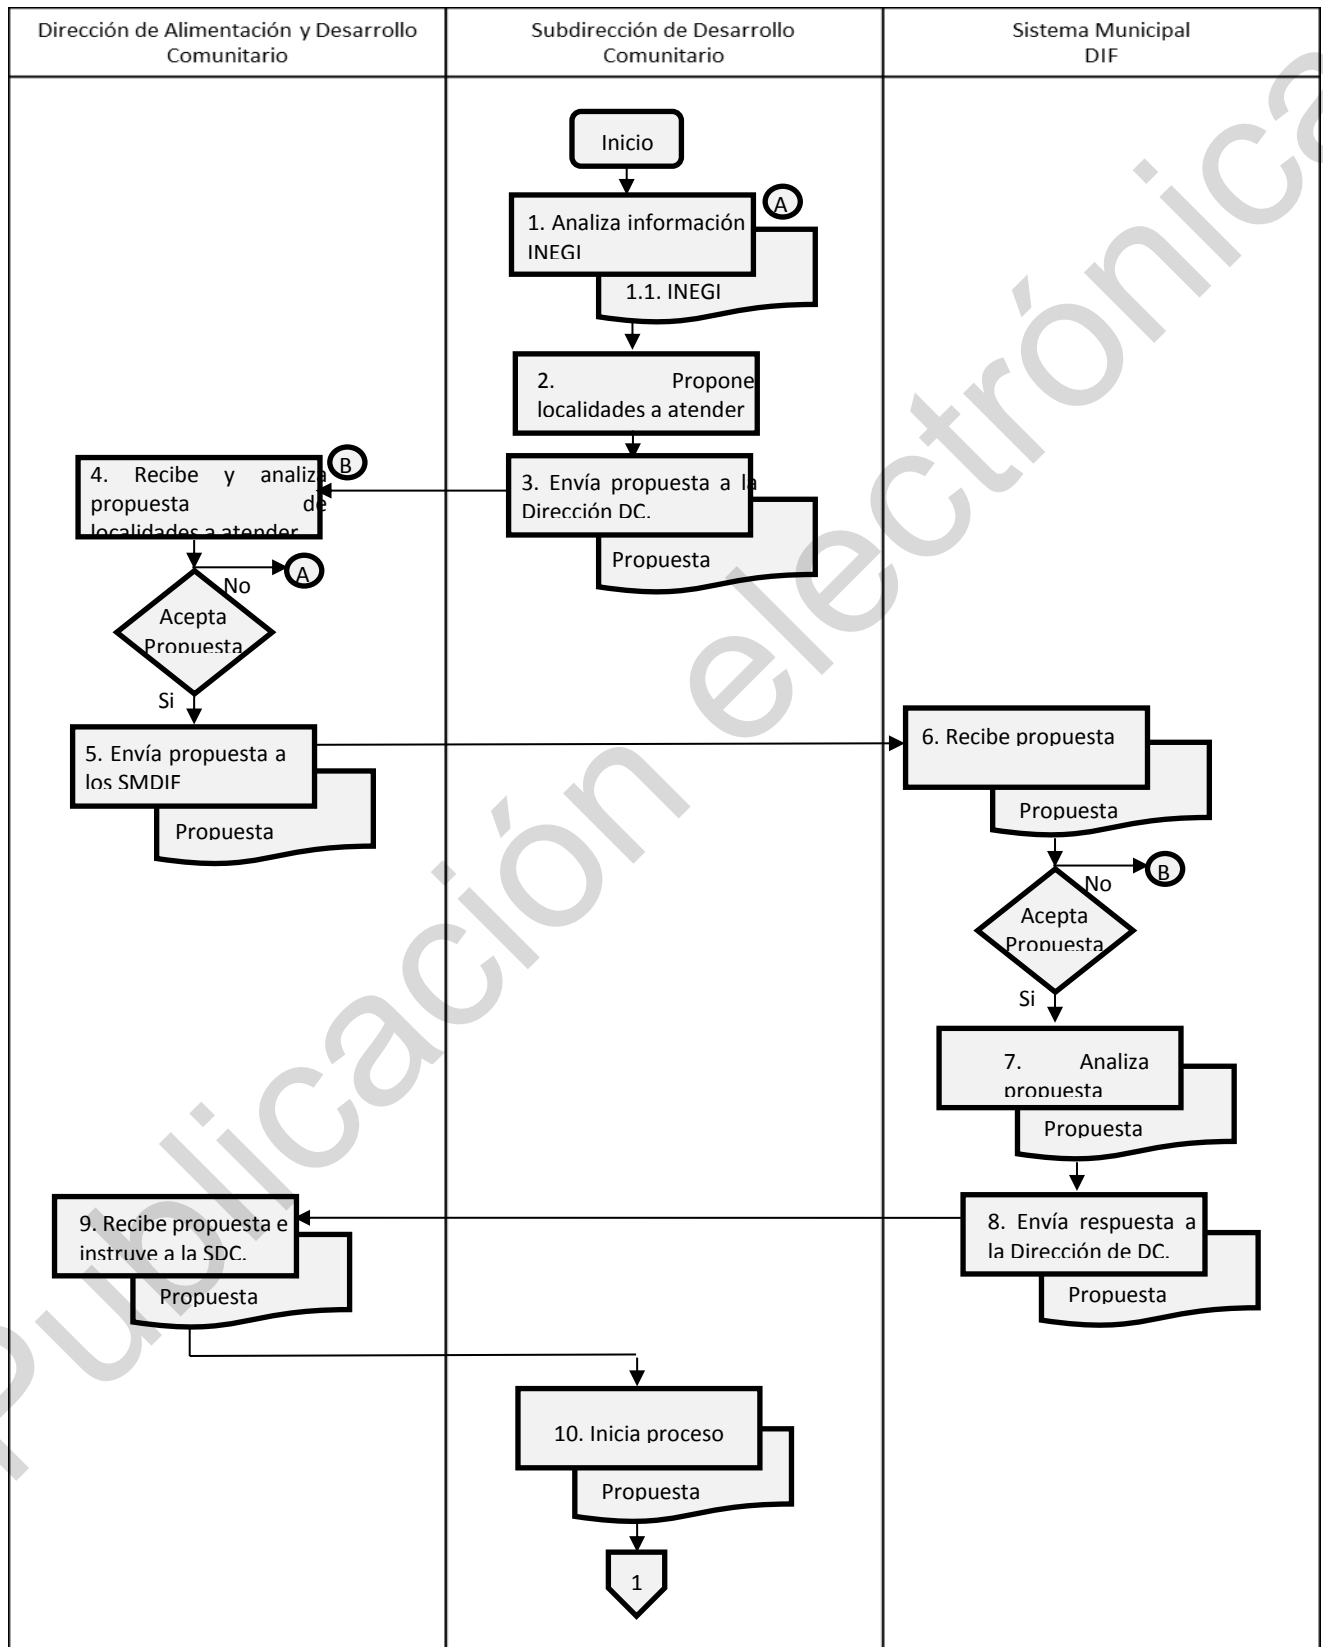 Dirección de Alimentación y Desarrollo
Comunitario
Subdirección de Desarrollo
Comunitario
Sistema Municipal
DIF
Inicio
A
1. Analiza información
INEGI
1.1. INEGI
2. Propone
localidades a atender
B
4. Recibe y analiza
propuesta de
localidades a atender
3. Envía propuesta a la
Dirección DC.
Propuesta
A
No
Acepta
Propuesta
Si
5. Envía propuesta a
los SMDIF
Propuesta
6. Recibe propuesta
Propuesta
B
No
Acepta
Propuesta
Si
7. Analiza
propuesta
Propuesta
9. Recibe propuesta e
instruye a la SDC.
Propuesta
8. Envía respuesta a
la Dirección de DC.
Propuesta
10. Inicia proceso
Propuesta
1
Publicación electrónica